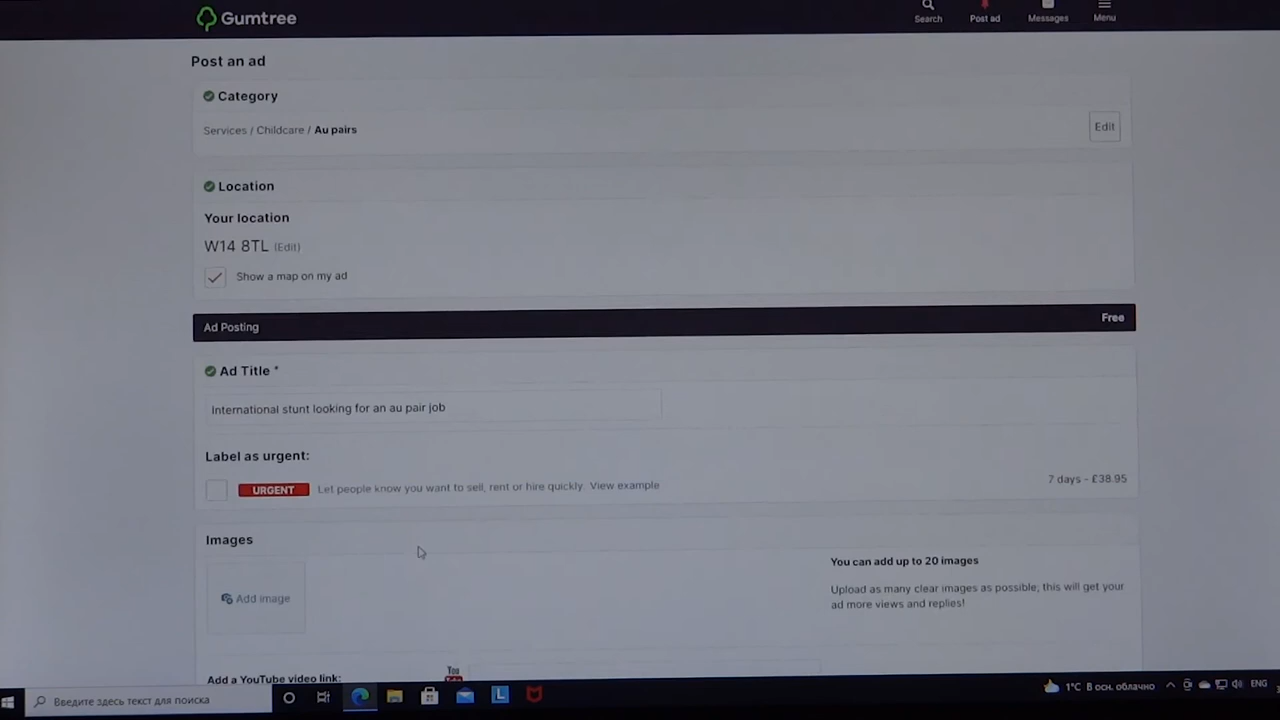 Gumtree
Search
Post ad
Messages
Menu
Post an ad
Category
Services / Childcare / Au pairs
Edit
Location
Your location
W14 8TL (Edit)
Show a map on my ad
Ad Posting
Free
Ad Title *
International stunt looking for an au pair job
Label as urgent:
URGENT
Let people know you want to sell, rent or hire quickly. View example
7 days - £38.95
Images
You can add up to 20 images
Add image
Upload as many clear images as possible, this will get your
ad more views and replies!
Add a YouTube video link:
You
Введите здесь текст для поиска
L
1°C В осн. облачно
ENG